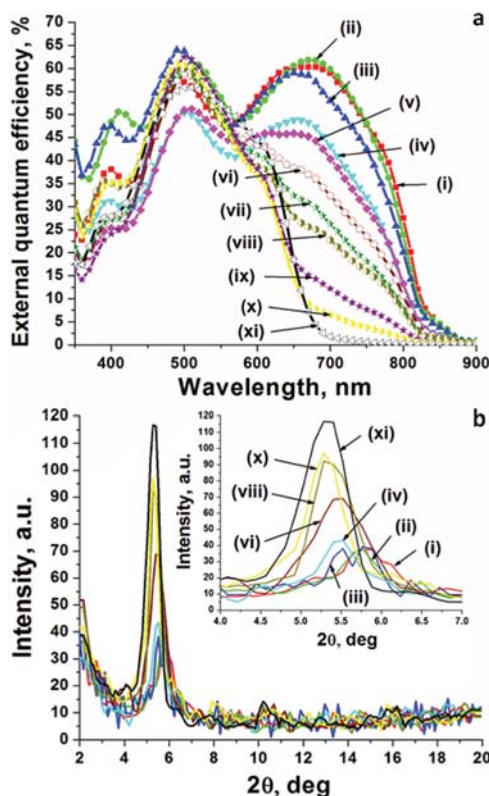 a
External quantum efficiency, %
65
60
55
50
45
40
35
30
25
20
15
10
5
0
(ii)
(iii)
(v)
(iv)
(vi)
(i)
(vii)
(viii)
(ix)
(x)
(xi)
400 500 600 700 800 900
Wavelength, nm
b
Intensity, a.u.
120
110
100
90
80
70
60
50
40
30
20
10
0
2 4 6 8 10 12 14 16 18 20
2θ, deg
Intensity, a.u.
120
110
100
90
80
70
60
50
40
30
20
10
0
(xi)
(x)
(viii)
(iv)
(vi)
(ii)
(i)
(iii)
4.0 4.5 5.0 5.5 6.0 6.5 7.0
2θ, deg